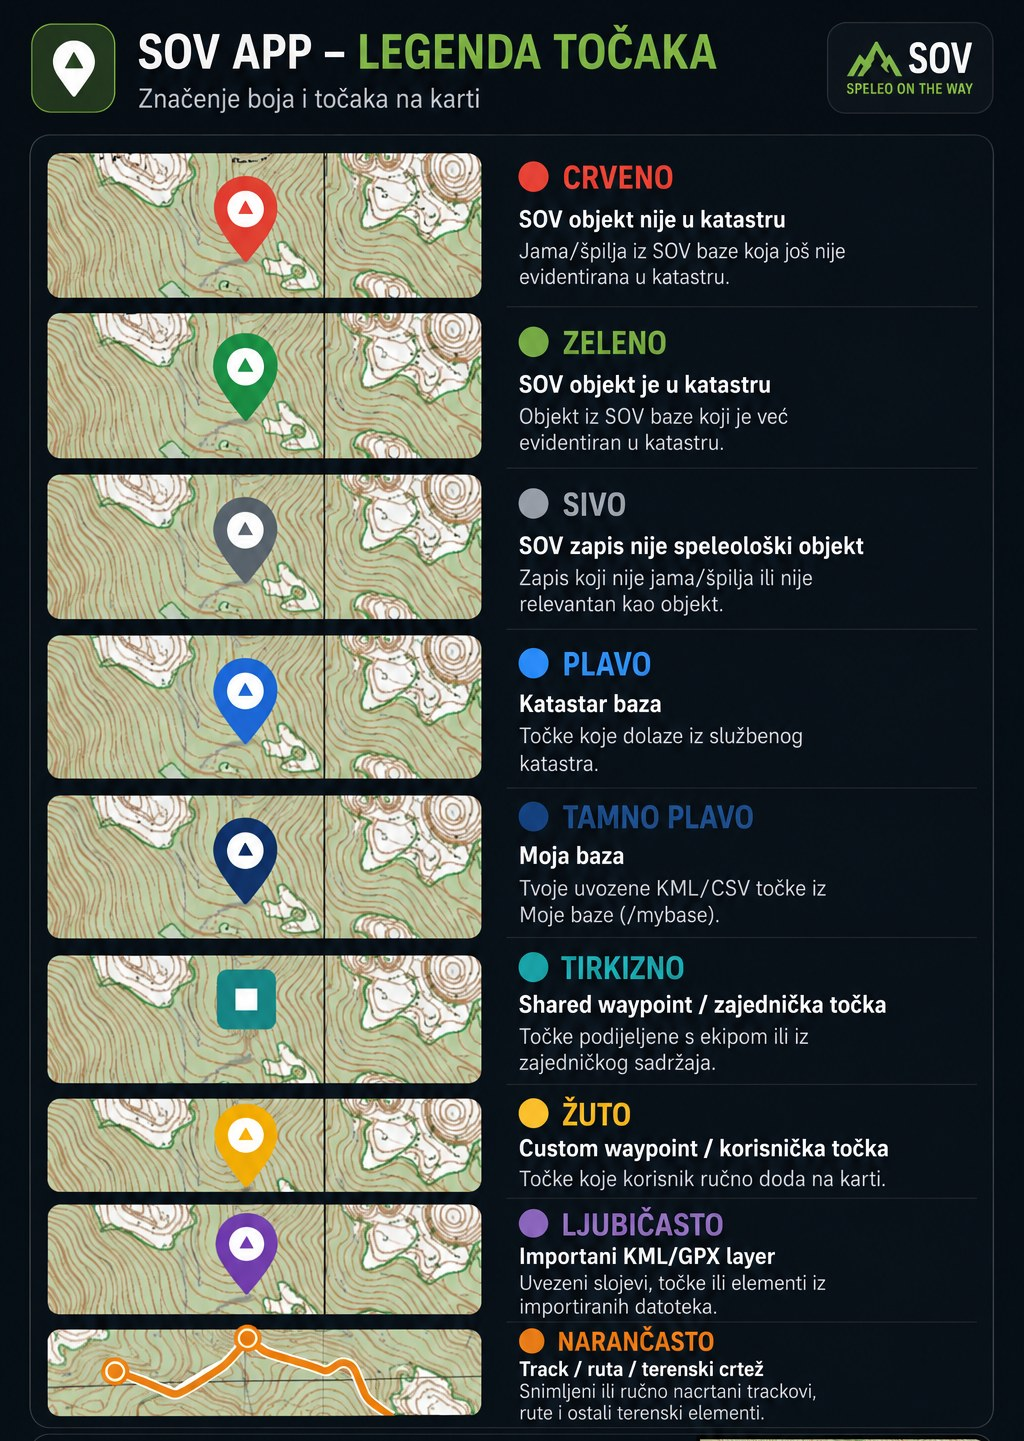 SOV APP – LEGENDA TOČAKA
Značenje boja i točaka na karti
SOV
SPELEO ON THE WAY
CRVENO
SOV objekt nije u katastru
Jama/špilja iz SOV baze koja još nije
evidentirana u katastru.
ZELENO
SOV objekt je u katastru
Objekt iz SOV baze koji je već
evidentiran u katastru.
SIVO
SOV zapis nije speleološki objekt
Zapis koji nije jama/špilja ili nije
relevantan kao objekt.
PLAVO
Katastar baza
Točke koje dolaze iz službenog
katastra.
TAMNO PLAVO
Moja baza
Tvoje uvozene KML/CSV točke iz
Moje baze (/mybase).
TIRKIZNO
Shared waypoint / zajednička točka
Točke podijeljene s ekipom ili iz
zajedničkog sadržaja.
ŽUTO
Custom waypoint / korisnička točka
Točke koje korisnik ručno doda na karti.
LJUBIČASTO
Importani KML/GPX layer
Uvezeni slojevi, točke ili elementi iz
importiranih datoteka.
NARANČASTO
Track / ruta / terenski crtež
Snimljeni ili ručno nacrtani trackovi,
rute i ostali terenski elementi.